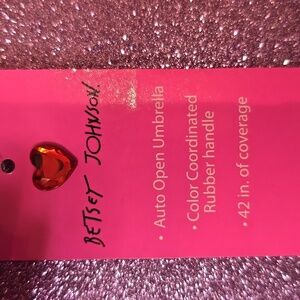 BETSEY JOHNSON
• Auto Open Umbrella
• Color Coordinated
Rubber handle
• 42 in. of coverage